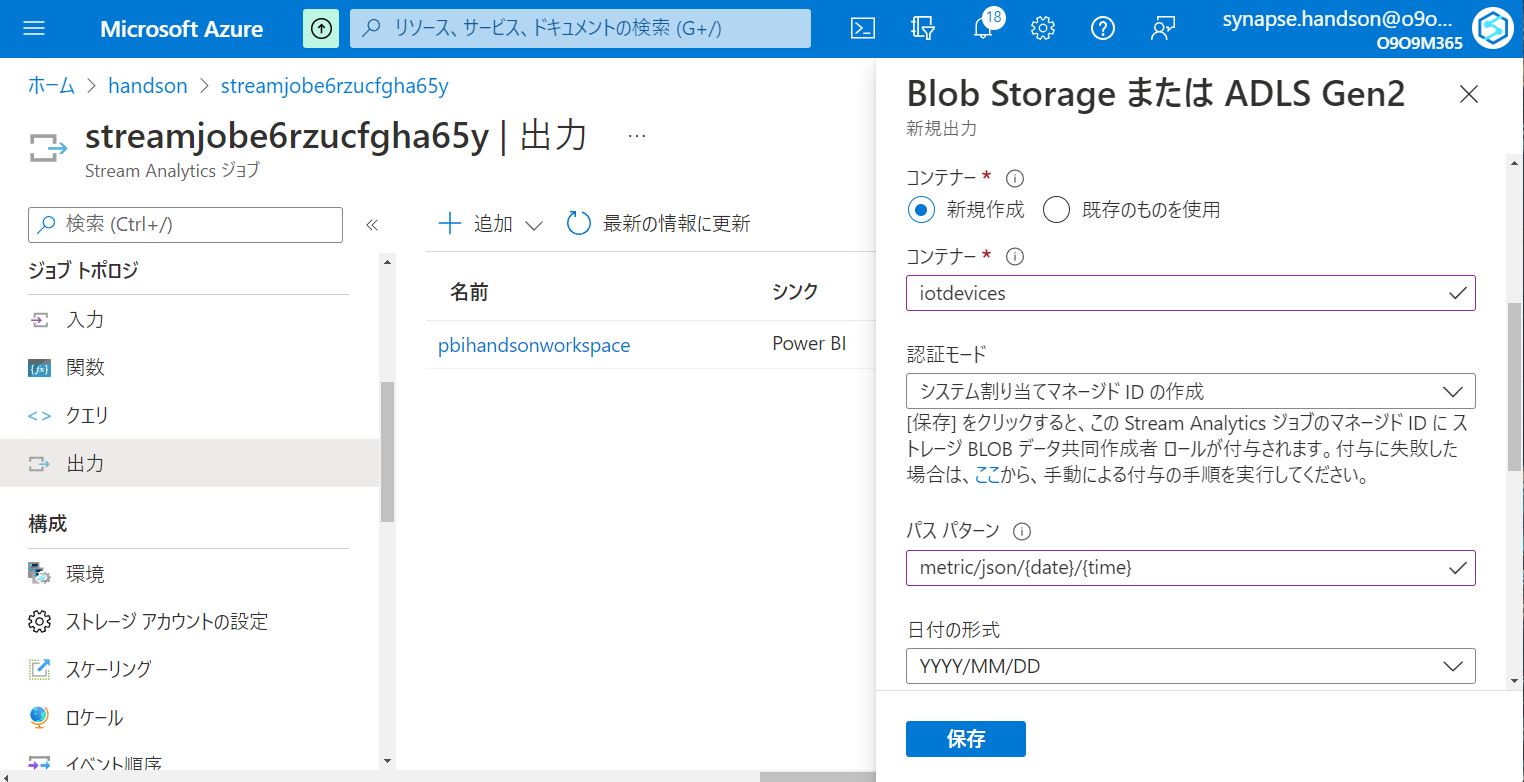 Microsoft Azure
リソース、サービス、ドキュメントの検索 (G+/)
18
synapse.handson@o9o...
O9O9M365
ホーム > handson > streamjobe6rzucfgha65y
streamjobe6rzucfgha65y | 出力 ...
Stream Analytics ジョブ
検索 (Ctrl+/)
«
ジョブ トポロジ
入力
関数
クエリ
出力
構成
環境
ストレージ アカウントの設定
スケーリング
ロケール
イベント順序
追加
最新の情報に更新
名前 シンク
pbihandsonworkspace Power BI
Blob Storage または ADLS Gen2
新規出力
コンテナー *
新規作成 既存のものを使用
コンテナー *
iotdevices
認証モード
システム割り当てマネージド ID の作成
[保存] をクリックすると、この Stream Analytics ジョブのマネージド ID に ス
トレージ BLOB データ共同作成者 ロールが付与されます。付与に失敗した
場合は、ここから、手動による付与の手順を実行してください。
パス パターン
metric/json/{date}/{time}
日付の形式
YYYY/MM/DD
保存